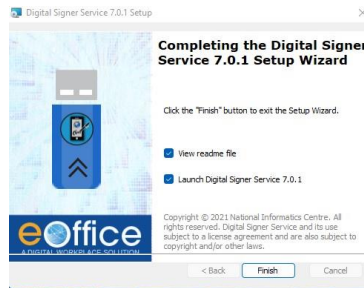 Digital Signer Service 7.0.1 Setup
Completing the Digital Signer
Service 7.0.1 Setup Wizard
Click the "Finish" button to exit the Setup Wizard.
View readme file
Launch Digital Signer Service 7.0.1
Copyright © 2021 National Informatics Centre. All
rights reserved. Digital Signer Service and its use
subject to a license agreement and are also subject to
copyright and/or other laws.
eOffice
A DIGITAL WORKPLACE SOLUTION
< Back Finish Cancel